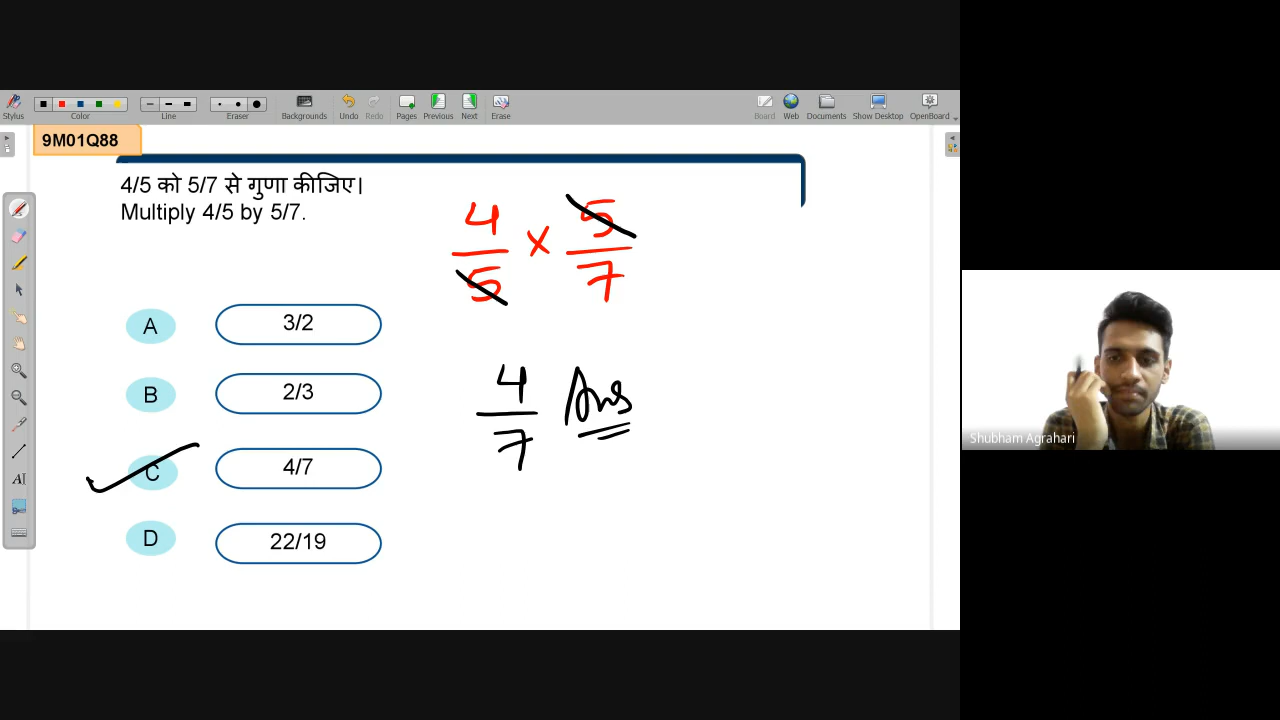 Stylus
Color
Line
Eraser
Backgrounds
Undo
Redo
Pages
Previous
Next
Erase
Board
Web
Documents
Show Desktop
OpenBoard
9M01Q88
4/5 को 5/7 से गुणा कीजिए।
Multiply 4/5 by 5/7.
4/5 × 5/7
A 3/2
B 2/3
4/7 Ans
C 4/7
D 22/19
Shubham Agrahari